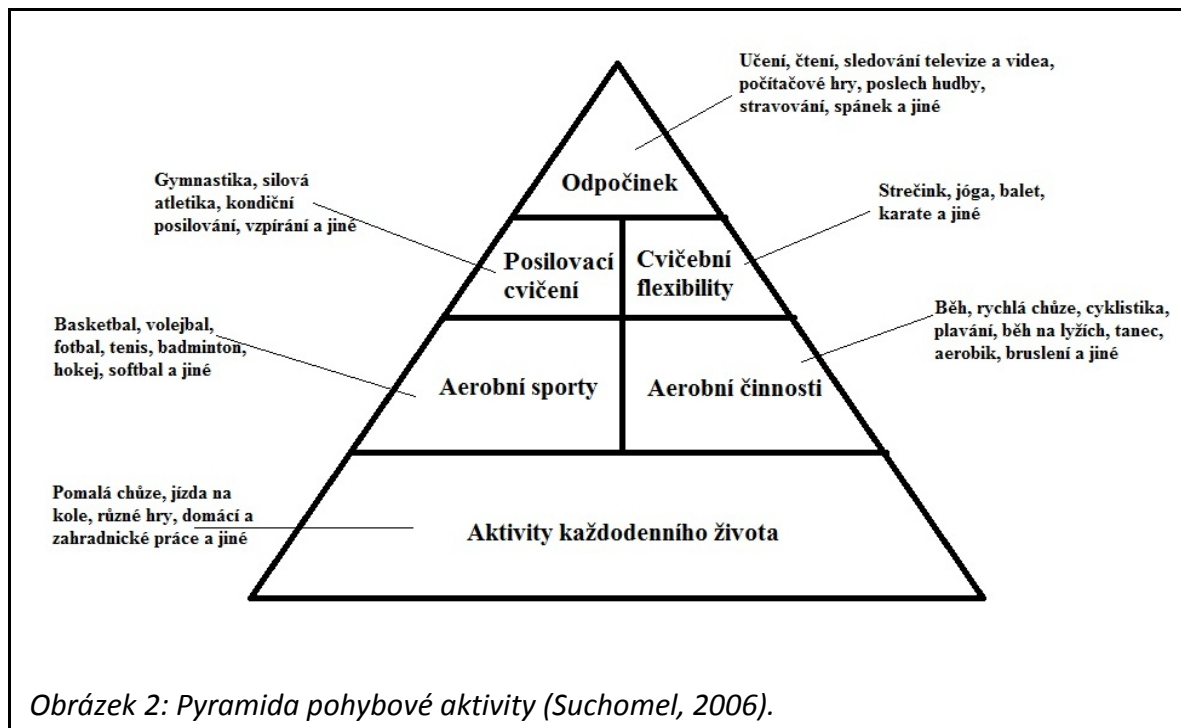 Učení, čtení, sledování televize a videa,
počítačové hry, poslech hudby,
stravování, spánek a jiné
Odpočinek
Gymnastika, silová
atletika, kondiční
posilování, vzpírání a jiné
Strečink, jóga, balet,
karate a jiné
Posilovací
cvičení
Cvičební
flexibility
Basketbal, volejbal,
fotbal, tenis, badminton,
hokej, softbal a jiné
Běh, rychlá chůze, cyklistika,
plavání, běh na lyžích, tanec,
aerobik, bruslení a jiné
Aerobní sporty
Aerobní činnosti
Pomalá chůze, jízda na
kole, různé hry, domácí a
zahradnické práce a jiné
Aktivity každodenního života
Obrázek 2: Pyramida pohybové aktivity (Suchomel, 2006).